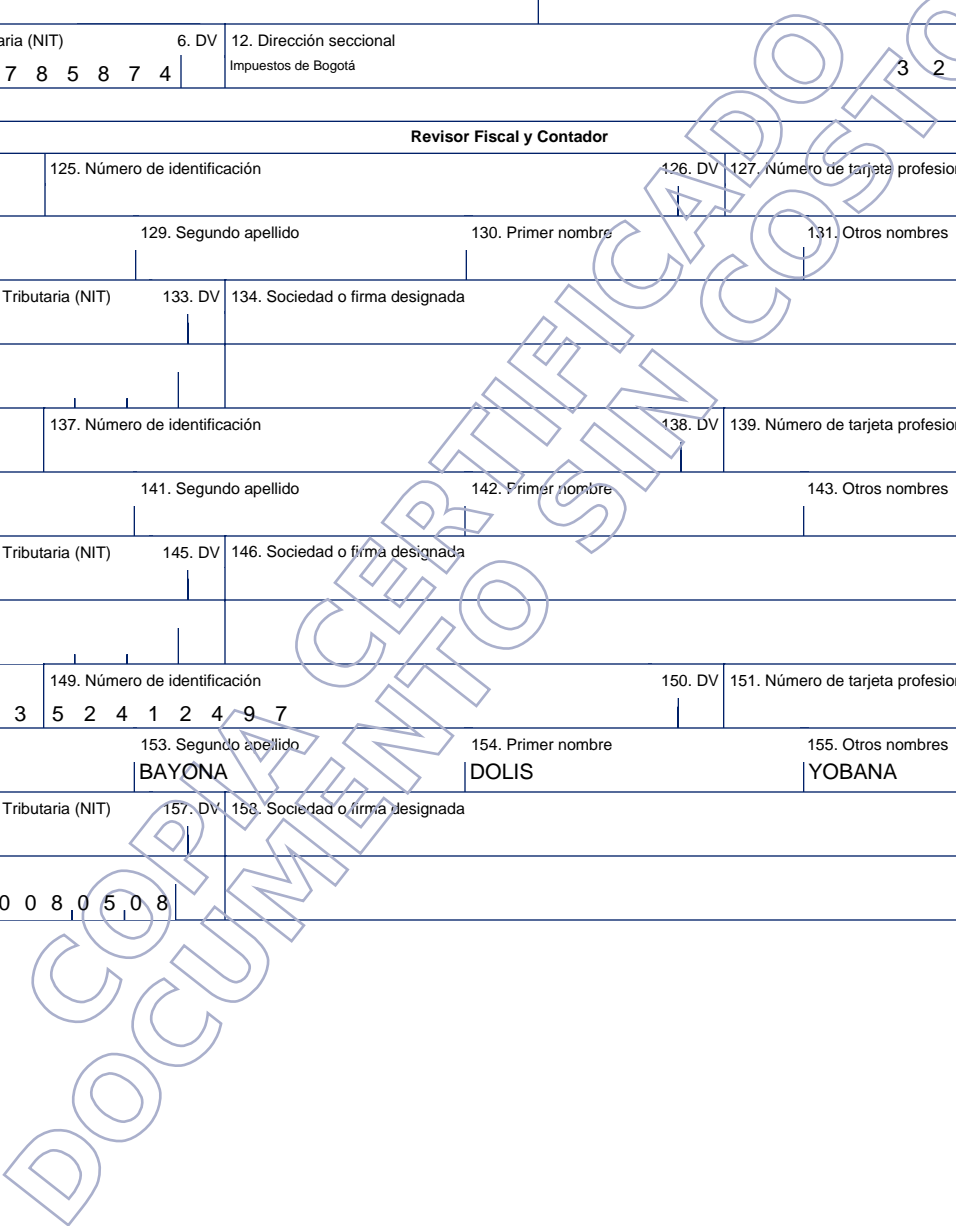 aria (NIT) 6. DV 12. Dirección seccional
7 8 5 8 7 4 Impuestos de Bogotá 3 2
Revisor Fiscal y Contador
125. Número de identificación 126. DV 127. Número de tarjeta profesion
129. Segundo apellido 130. Primer nombre 131. Otros nombres
Tributaria (NIT) 133. DV 134. Sociedad o firma designada
137. Número de identificación 138. DV 139. Número de tarjeta profesion
141. Segundo apellido 142. Primer nombre 143. Otros nombres
Tributaria (NIT) 145. DV 146. Sociedad o firma designada
149. Número de identificación 150. DV 151. Número de tarjeta profesion
3 5 2 4 1 2 4 9 7
153. Segundo apellido 154. Primer nombre 155. Otros nombres
BAYONA DOLIS YOBANA
Tributaria (NIT) 157. DV 158. Sociedad o firma designada
0 0 8 0 5 0 8
COPIA CERTIFICADO
DOCUMENTO SIN COSTO